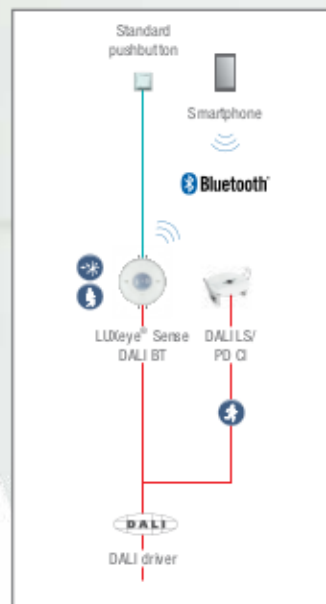 Standard
pushbutton
Smartphone
Bluetooth®
LUXeye® Sense
DALI BT
DALI LS/
PD CI
DALI
DALI driver